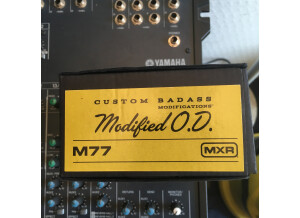 YAMAHA
CUSTOM BADASS
MODIFICATIONS
Modified O.D.
M77
MXR